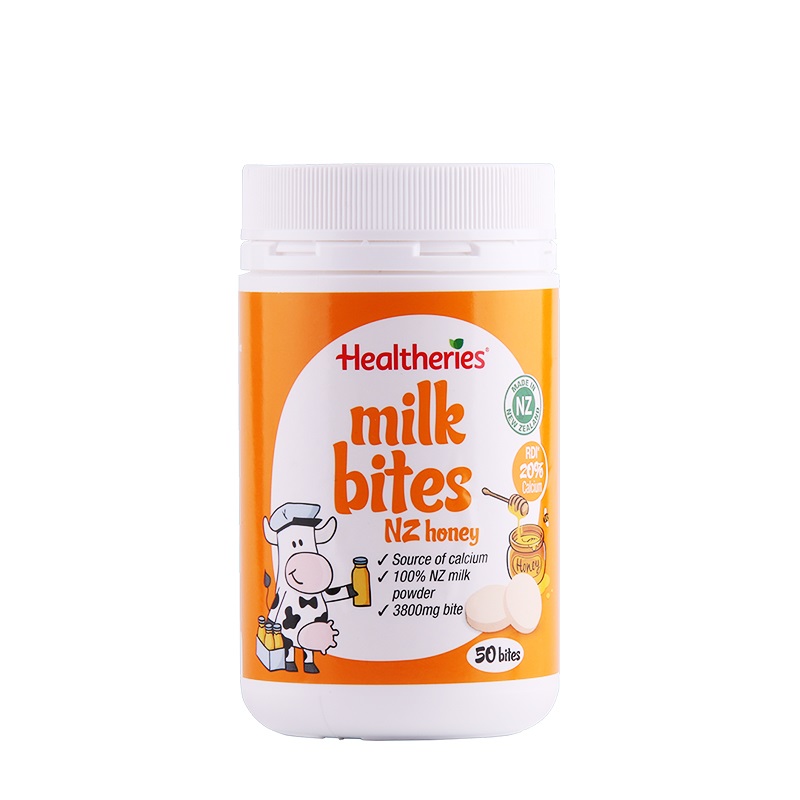 Healtheries®
milk
bites
NZ honey
✓ Source of calcium
✓ 100% NZ milk
powder
✓ 3800mg bite
50 bites
MADE IN
NZ
NEW ZEALAND
RDI*
20%
Calcium
Honey